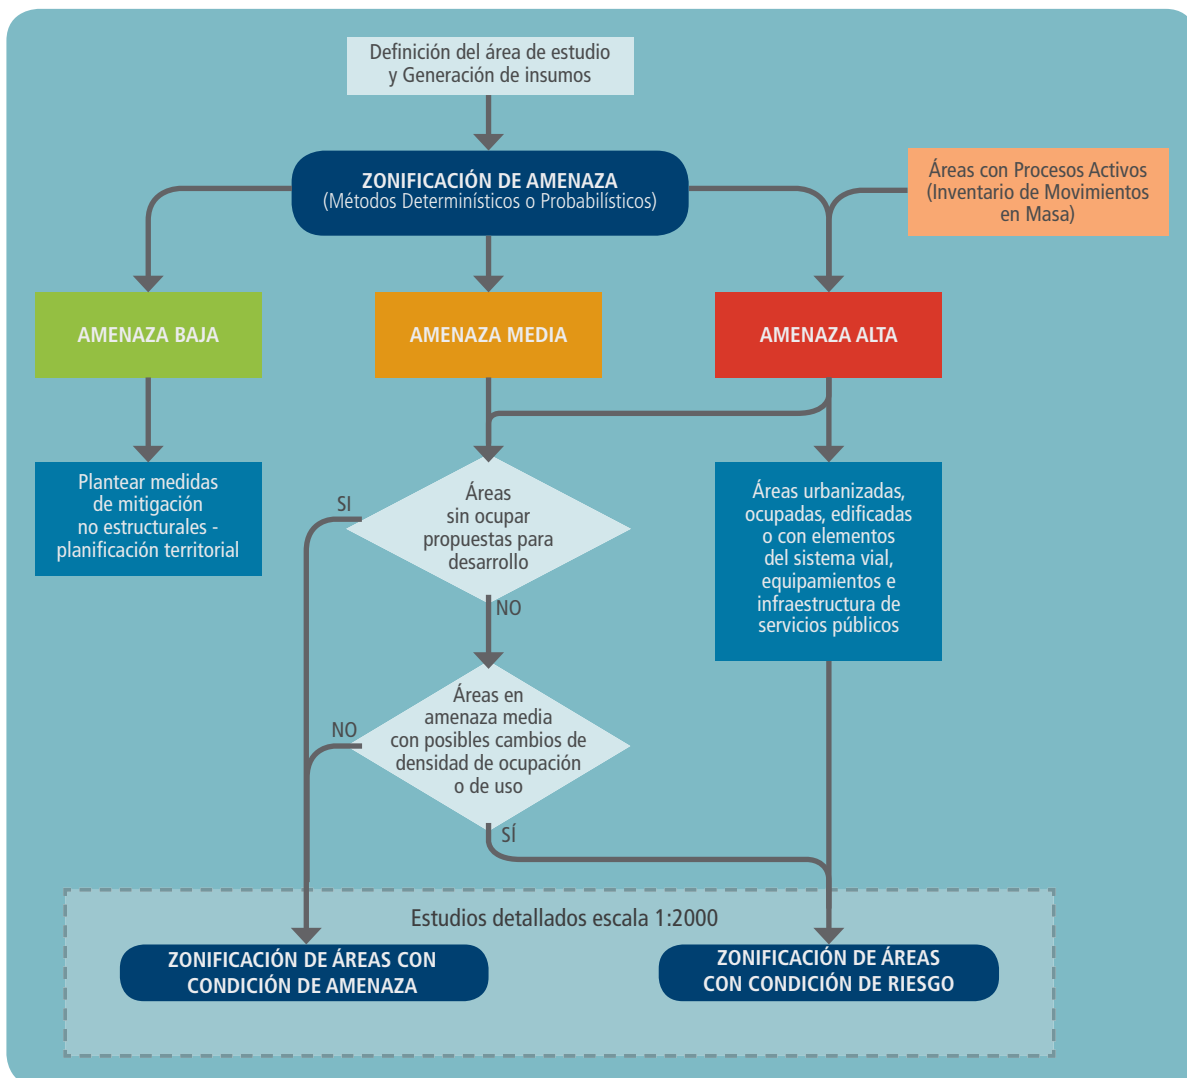 Definición del área de estudio
y Generación de insumos
ZONIFICACIÓN DE AMENAZA
(Métodos Determinísticos o Probabilísticos)
Áreas con Procesos Activos
(Inventario de Movimientos
en Masa)
AMENAZA BAJA
AMENAZA MEDIA
AMENAZA ALTA
Plantear medidas
de mitigación
no estructurales -
planificación territorial
SI
Áreas
sin ocupar
propuestas para
desarrollo
NO
Áreas urbanizadas,
ocupadas, edificadas
o con elementos
del sistema vial,
equipamientos e
infraestructura de
servicios públicos
NO
Áreas en
amenaza media
con posibles cambios de
densidad de ocupación
o de uso
SÍ
Estudios detallados escala 1:2000
ZONIFICACIÓN DE ÁREAS CON
CONDICIÓN DE AMENAZA
ZONIFICACIÓN DE ÁREAS
CON CONDICIÓN DE RIESGO